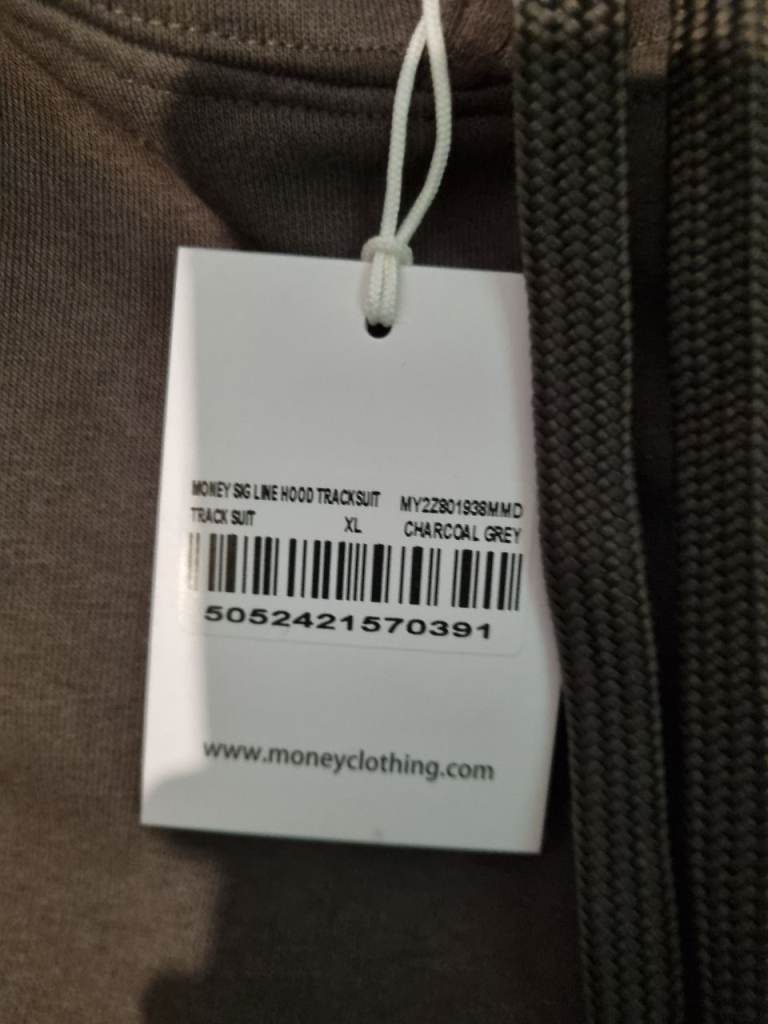 MONEY SIG LINE HOOD TRACKSUIT MY2Z801938MMD
TRACK SUIT XL CHARCOAL GREY
5052421570391
www.moneyclothing.com